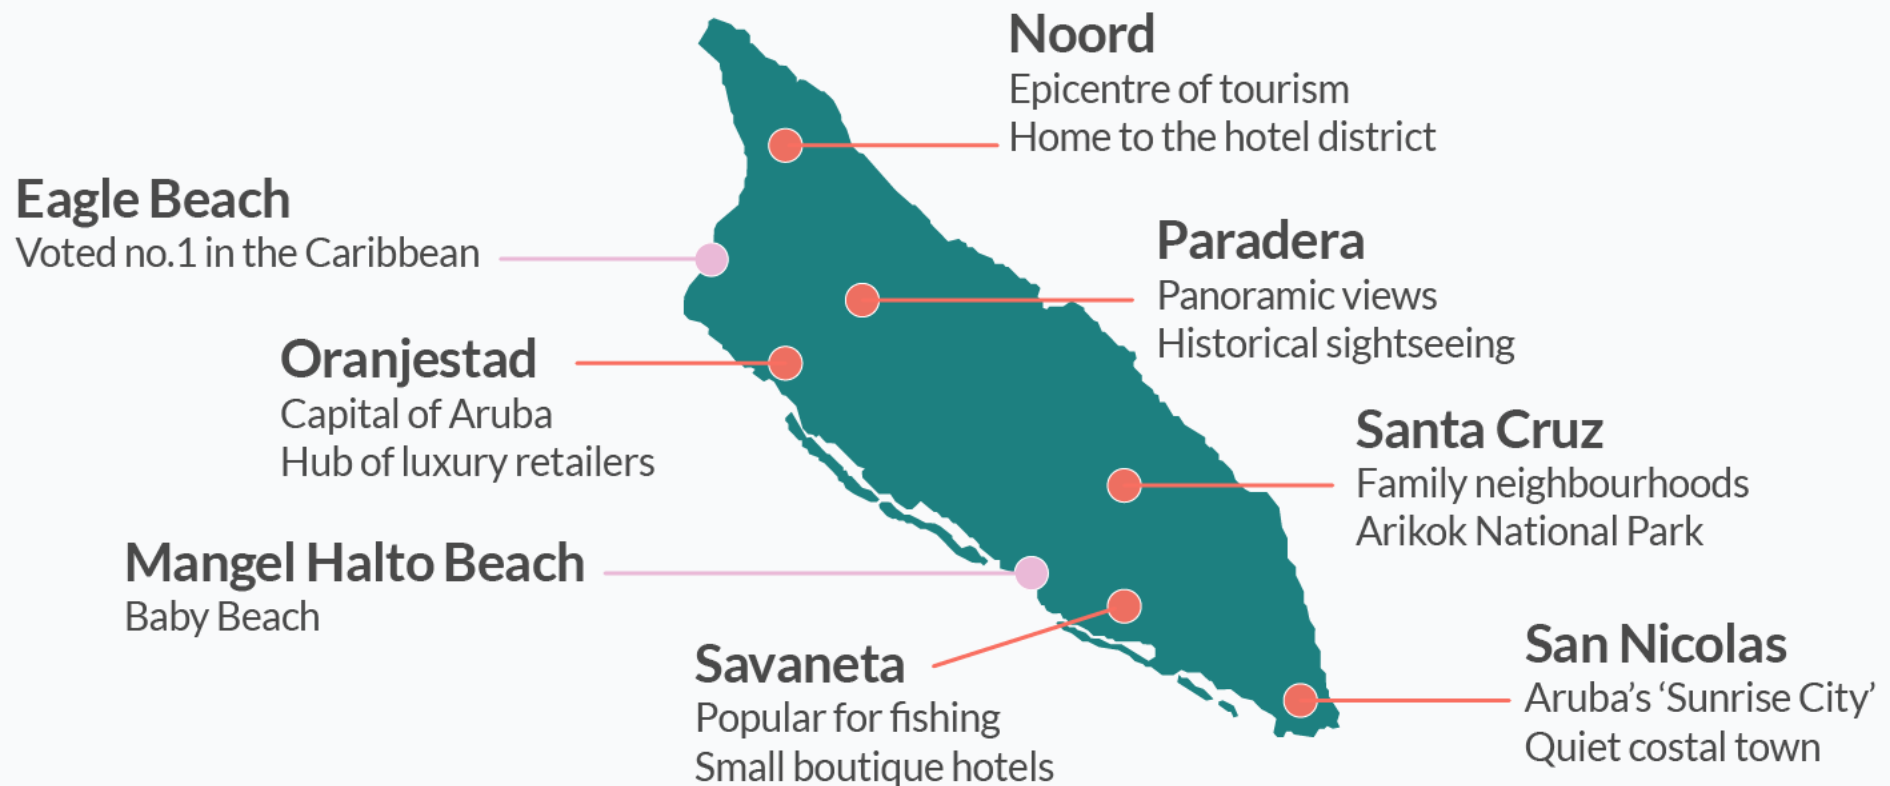 Noord
Epicentre of tourism
Home to the hotel district
Eagle Beach
Voted no.1 in the Caribbean
Paradera
Panoramic views
Historical sightseeing
Oranjestad
Capital of Aruba
Hub of luxury retailers
Santa Cruz
Family neighbourhoods
Arikok National Park
Mangel Halto Beach
Baby Beach
Savaneta
Popular for fishing
Small boutique hotels
San Nicolas
Aruba's ‘Sunrise City’
Quiet costal town